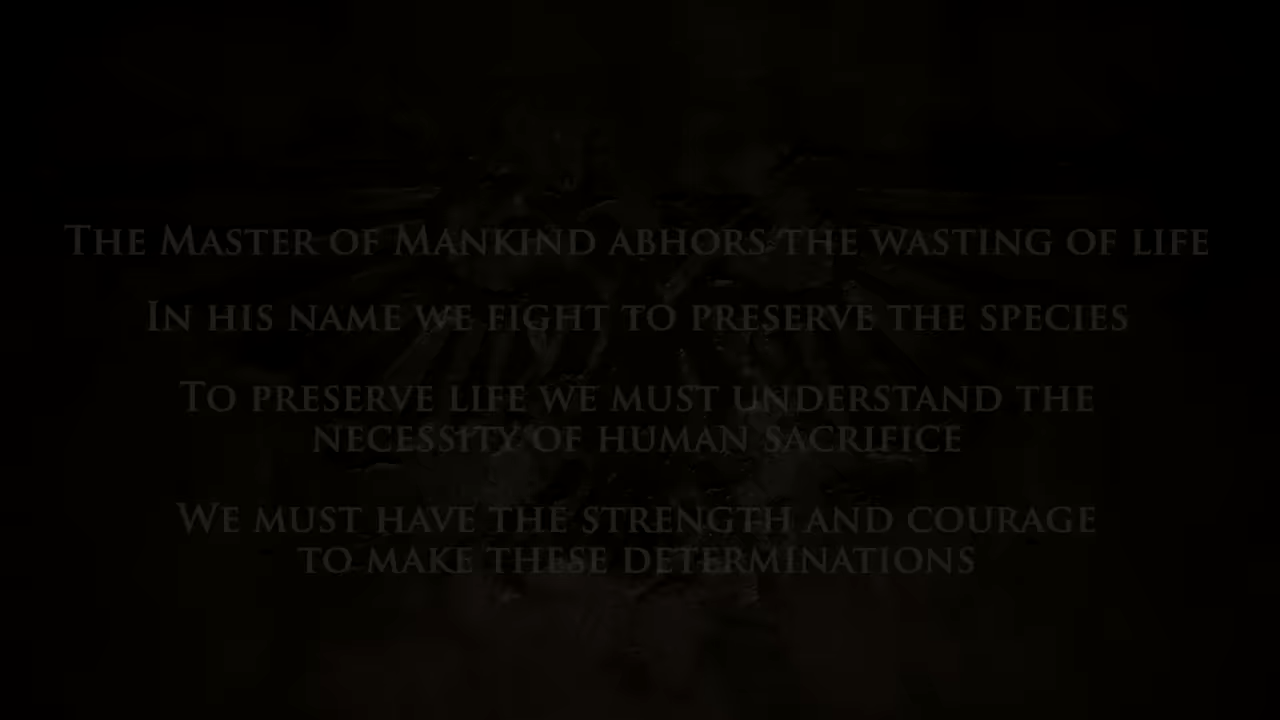 The Master of Mankind abhors the wasting of life
In his name we fight to preserve the species
To preserve life we must understand the
necessity of human sacrifice
We must have the strength and courage
to make these determinations